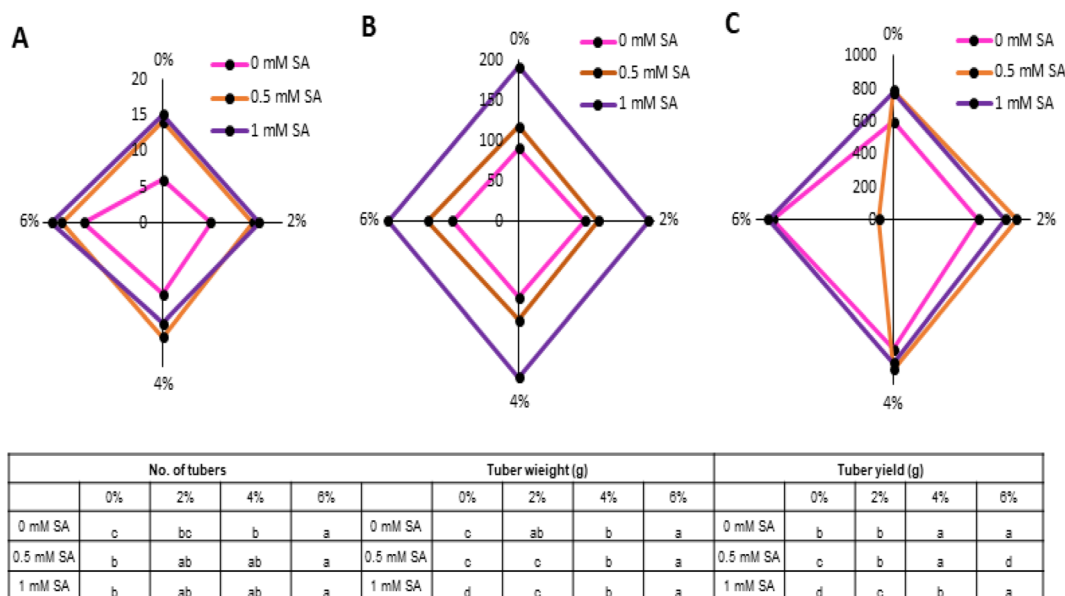 A
0%
20
15
10
5
0
6%
2%
4%
0 mM SA
0.5 mM SA
1 mM SA
B
0%
200
150
100
50
0
6%
2%
4%
0 mM SA
0.5 mM SA
1 mM SA
C
0%
1000
800
600
400
200
0
6%
2%
4%
0 mM SA
0.5 mM SA
1 mM SA
No. of tubers Tuber wieight (g) Tuber yield (g)
0% 2% 4% 6% 0% 2% 4% 6% 0% 2% 4% 6%
0 mM SA c bc b a 0 mM SA c ab b a 0 mM SA b b a a
0.5 mM SA b ab ab a 0.5 mM SA c c b a 0.5 mM SA c b a d
1 mM SA b ab ab a 1 mM SA d c b a 1 mM SA d c b a